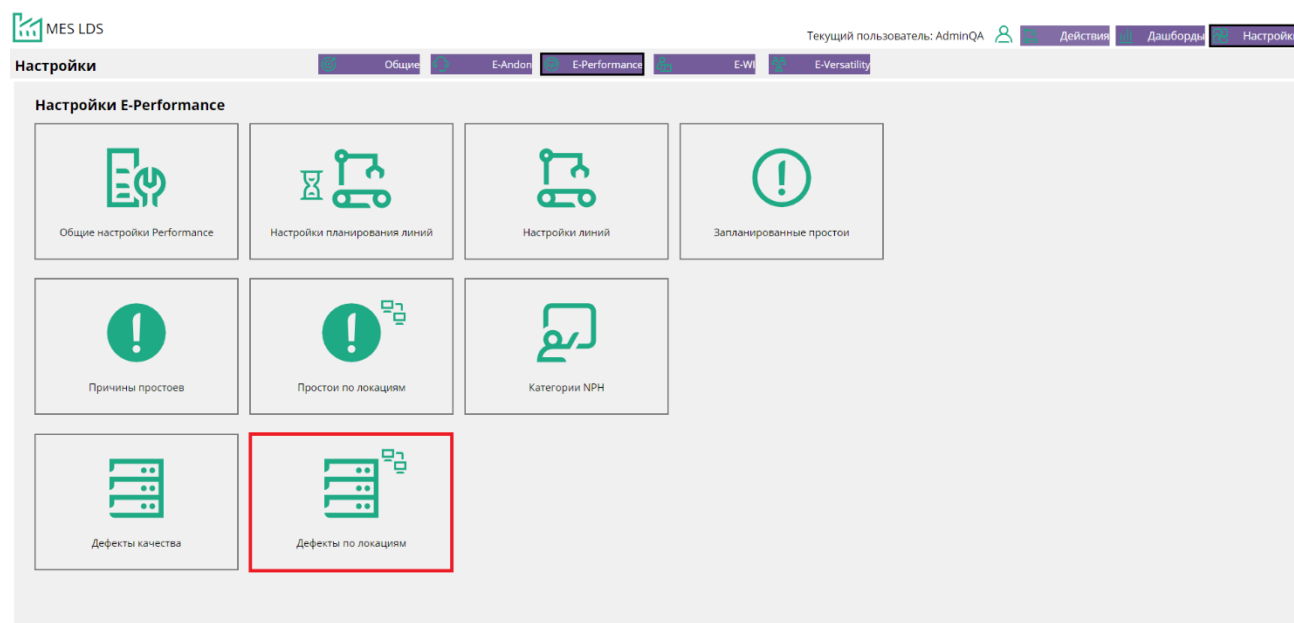 MES LDS
Текущий пользователь: AdminQA
Действия
Дашборды
Настройки
Настройки
Общие
E-Andon
E-Performance
E-WI
E-Versatility
Настройки E-Performance
Общие настройки Performance
Настройки планирования линий
Настройки линий
Запланированные простои
Причины простоев
Простои по локациям
Категории NPH
Дефекты качества
Дефекты по локациям